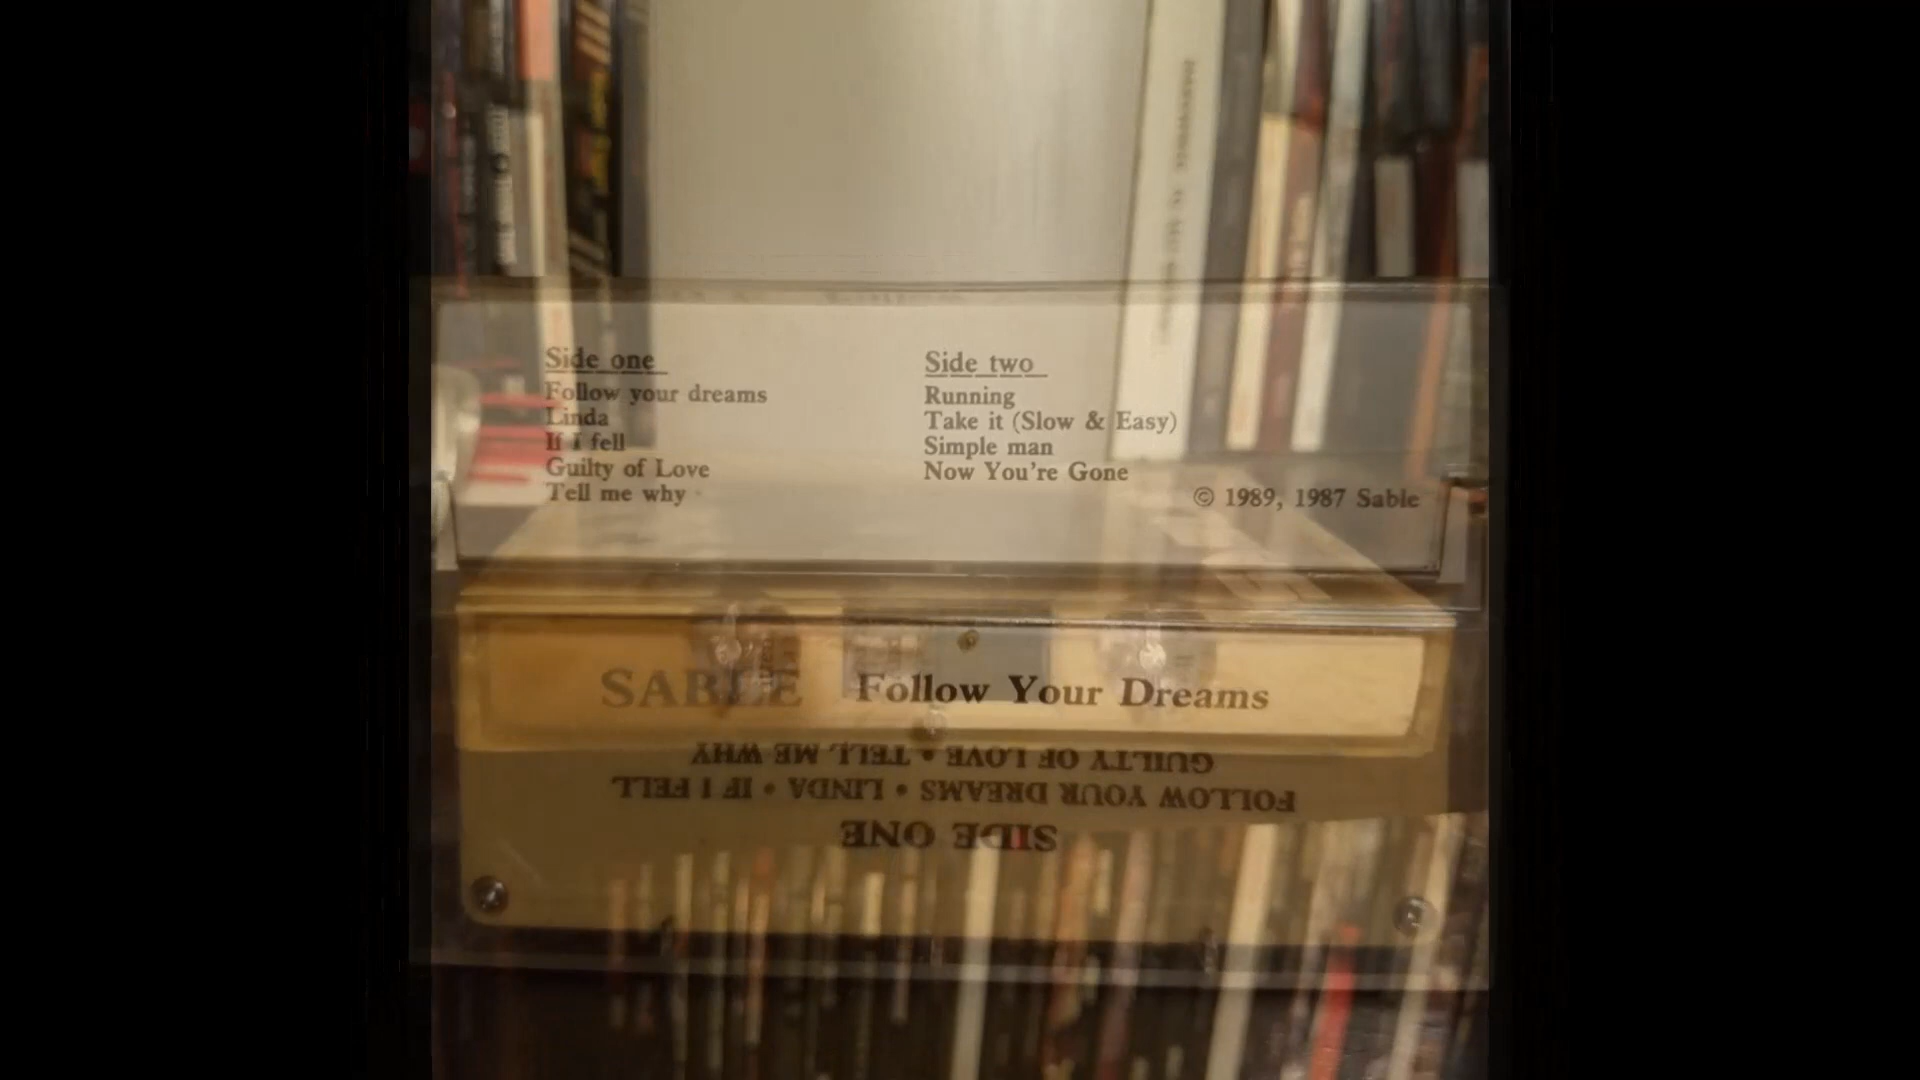 Side one
Follow your dreams
Linda
If I fell
Guilty of Love
Tell me why
Side two
Running
Take it (Slow & Easy)
Simple man
Now You're Gone
© 1989, 1987 Sable
SABLE Follow Your Dreams
SIDE ONE
FOLLOW YOUR DREAMS • LINDA • IF I FELL
GUILTY OF LOVE • TELL ME WHY